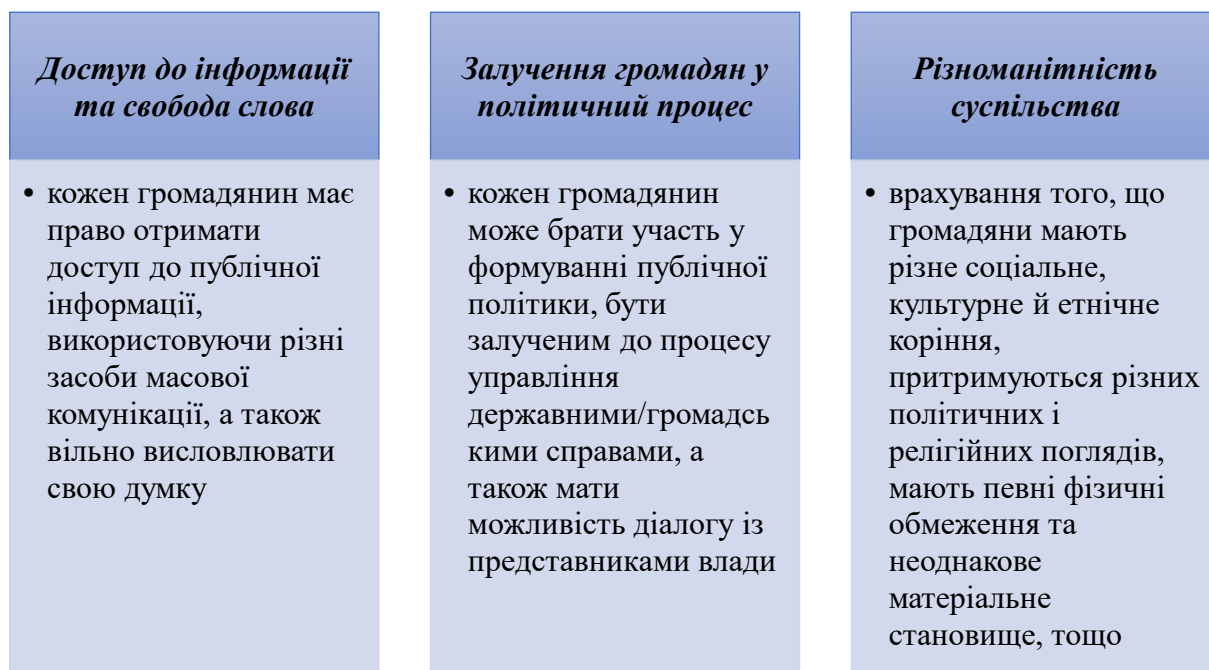 Доступ до інформації
та свобода слова
• кожен громадянин має
право отримати
доступ до публічної
інформації,
використовуючи різні
засоби масової
комунікації, а також
вільно висловлювати
свою думку
Залучення громадян у
політичний процес
• кожен громадянин
може брати участь у
формуванні публічної
політики, бути
залученим до процесу
управління
державними/громадсь
кими справами, а
також мати
можливість діалогу із
представниками влади
Різноманітність
суспільства
• врахування того, що
громадяни мають
різне соціальне,
культурне й етнічне
коріння,
притримуються різних
політичних і
релігійних поглядів,
мають певні фізичні
обмеження та
неоднакове
матеріальне
становище, тощо